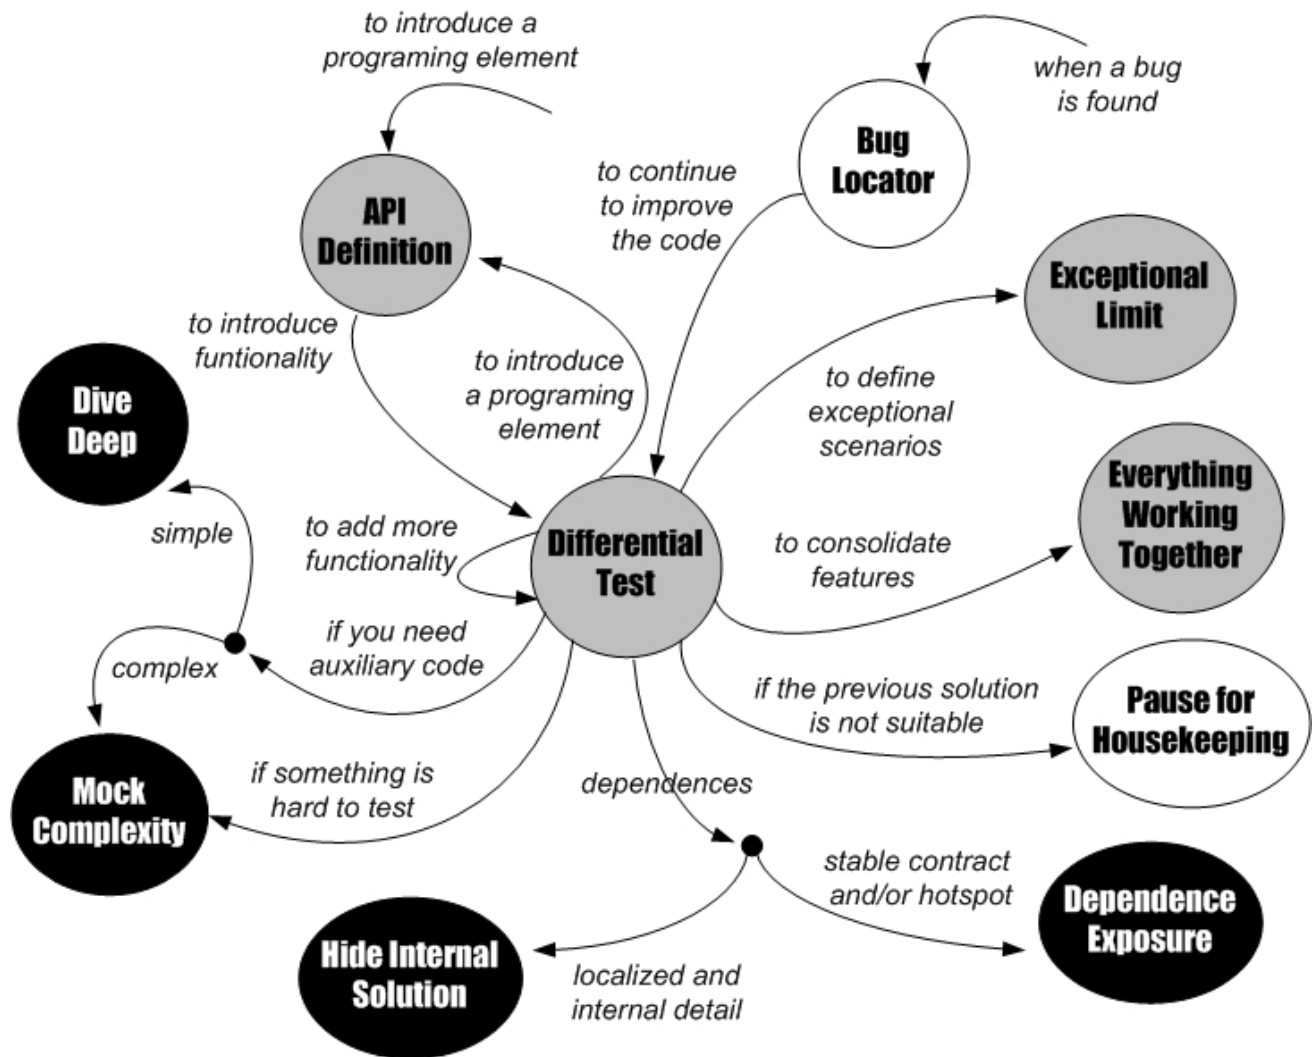 to introduce a
programing element
when a bug
is found
Bug
Locator
to continue
to improve
the code
API
Definition
Exceptional
Limit
to introduce
funtionality
to introduce
a programing
element
to define
exceptional
scenarios
Dive
Deep
Everything
Working
Together
simple
to add more
functionality
Differential
Test
to consolidate
features
if you need
auxiliary code
complex
if the previous solution
is not suitable
Pause for
Housekeeping
Mock
Complexity
if something is
hard to test
dependences
stable contract
and/or hotspot
Dependence
Exposure
Hide Internal
Solution
localized and
internal detail